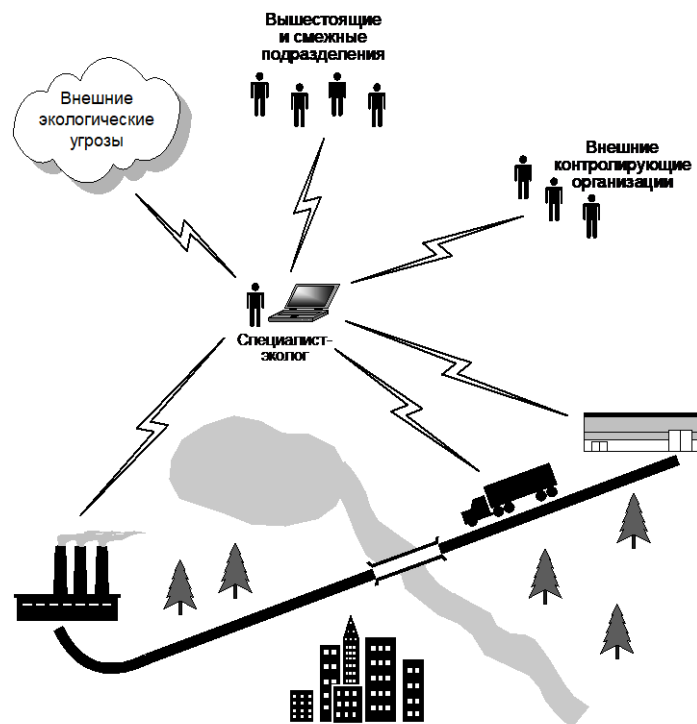 Вышестоящие
и смежные
подразделения
Внешние
экологические
угрозы
Внешние
контролирующие
организации
Специалист-
эколог